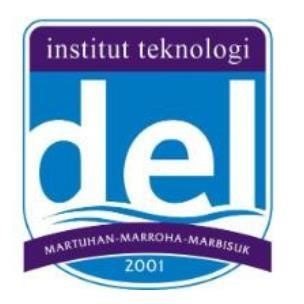 institut teknologi
del
MARTUHAN-MARROHA-MARBISUK
2001